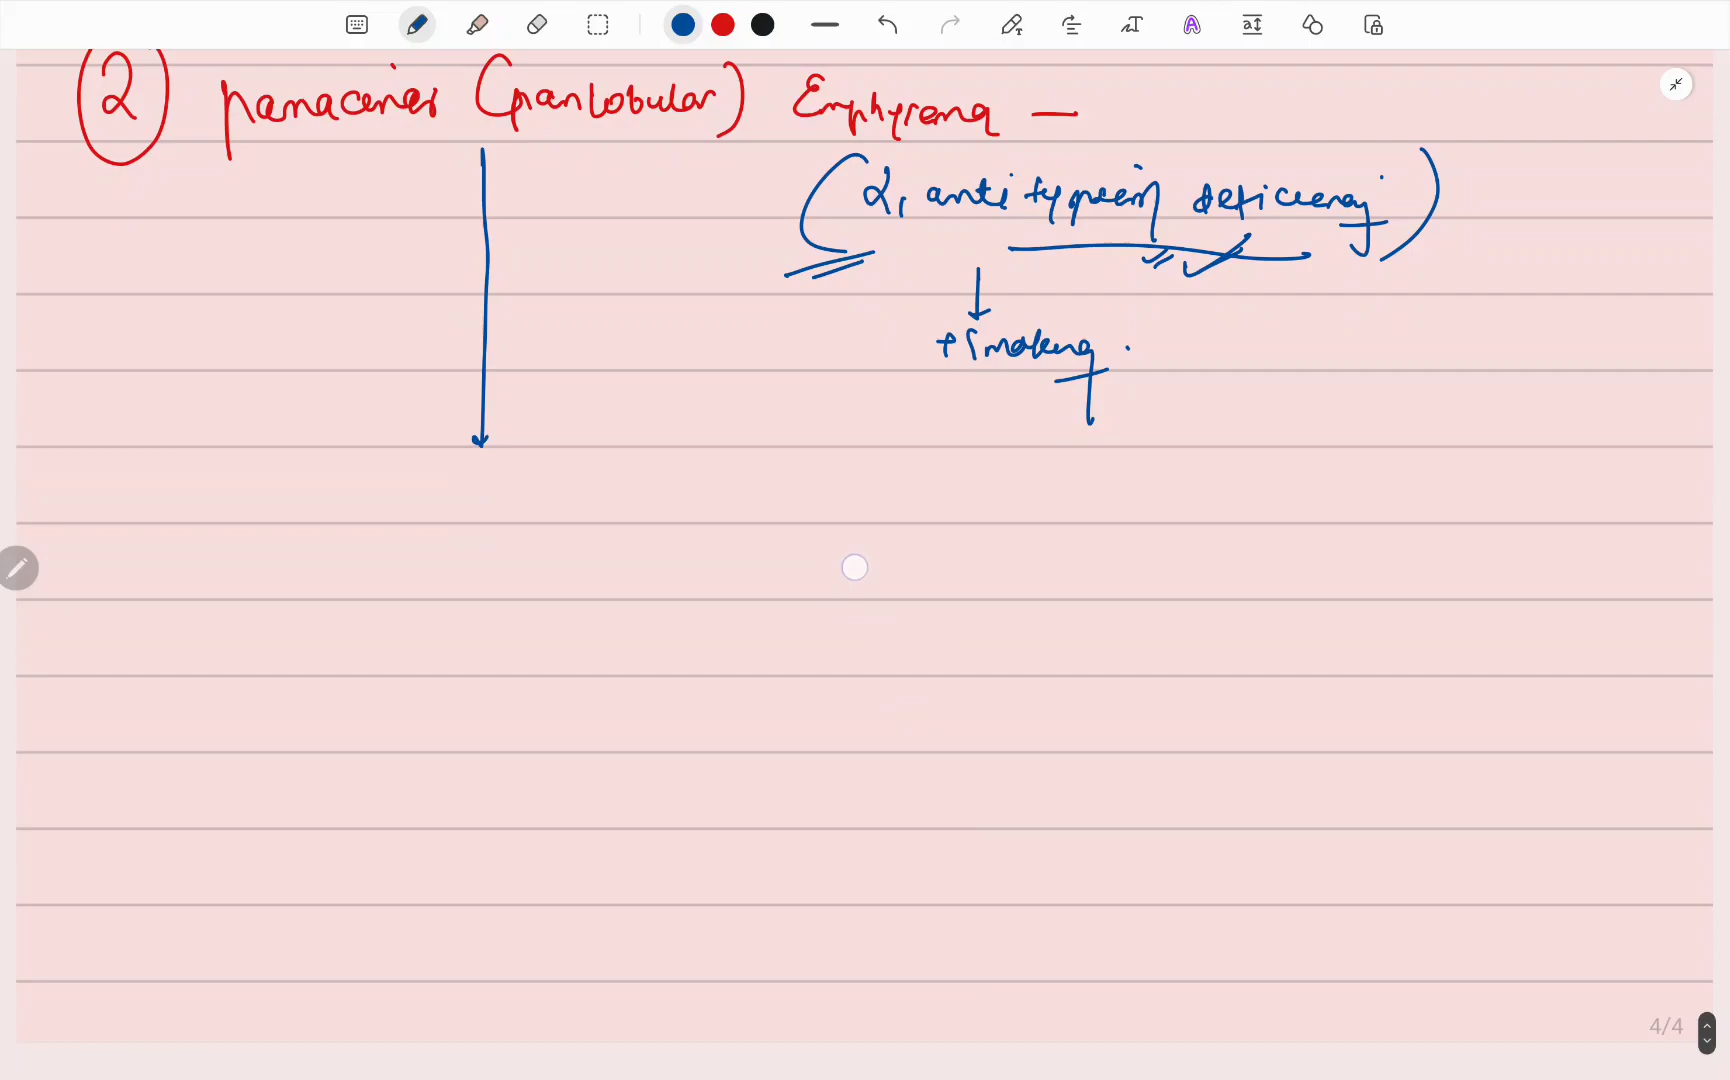 ② panacinar (panlobular) Emphysema —
(α₁ antitrypsin deficiency)
+ Smoking.
4/4